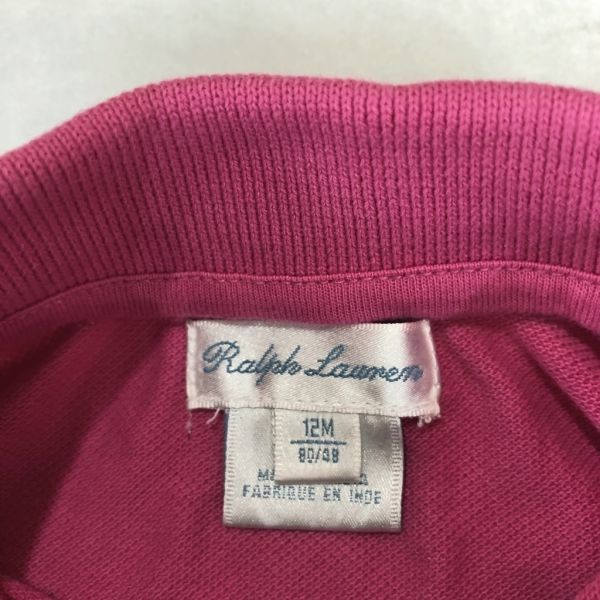 Ralph Lauren
12M
80/48
FABRIQUE EN INDE